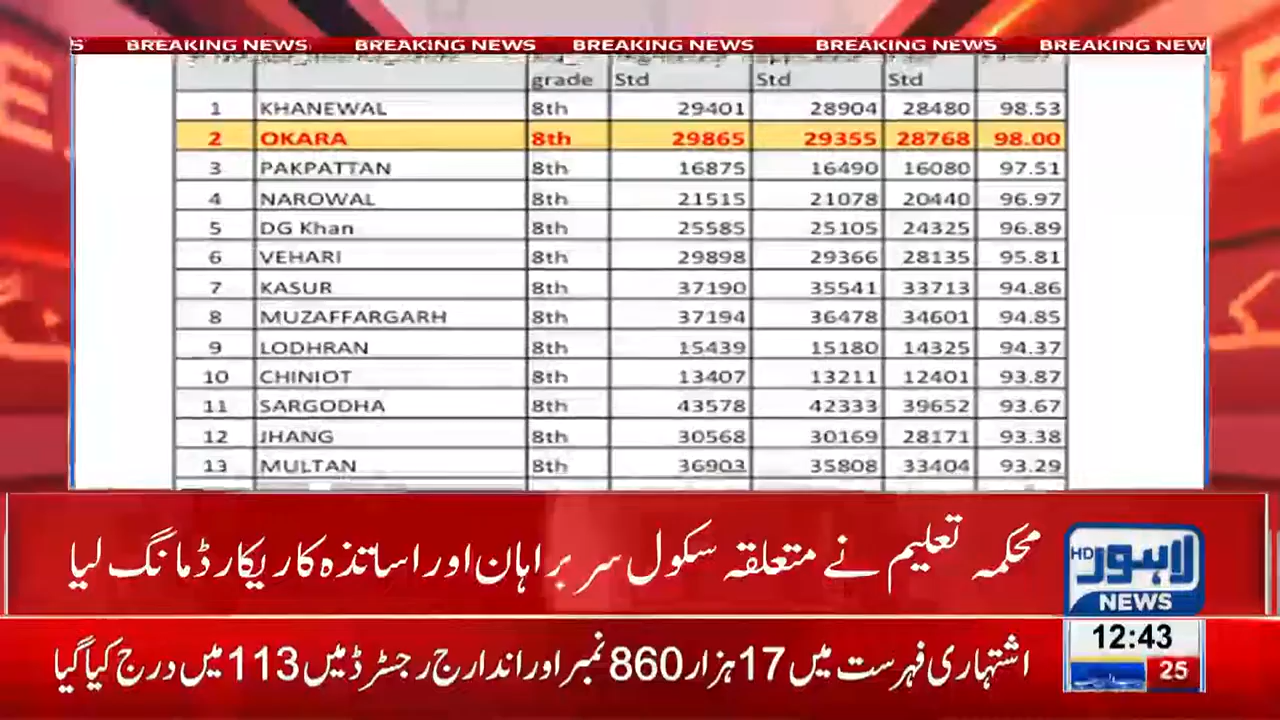 S BREAKING NEWS BREAKING NEWS BREAKING NEWS BREAKING NEWS BREAKING NEW
grade Std Std Std
1 KHANEWAL 8th 29401 28904 28480 98.53
2 OKARA 8th 29865 29355 28768 98.00
3 PAKPATTAN 8th 16875 16490 16080 97.51
4 NAROWAL 8th 21515 21078 20440 96.97
5 DG Khan 8th 25585 25105 24325 96.89
6 VEHARI 8th 29898 29366 28135 95.81
7 KASUR 8th 37190 35541 33713 94.86
8 MUZAFFARGARH 8th 37194 36478 34601 94.85
9 LODHRAN 8th 15439 15180 14325 94.37
10 CHINIOT 8th 13407 13211 12401 93.87
11 SARGODHA 8th 43578 42333 39652 93.67
12 JHANG 8th 30568 30169 28171 93.38
13 MULTAN 8th 36903 35808 33404 93.29
محکمہ تعلیم نے متعلقہ سکول سربراہان اور اساتذہ کا ریکارڈ مانگ لیا
HD لاہور
NEWS
اشتہاری فہرست میں 17 ہزار 860 نمبر اور اندارج رجسٹرڈ میں 113 میں درج کیا گیا
12:43
25